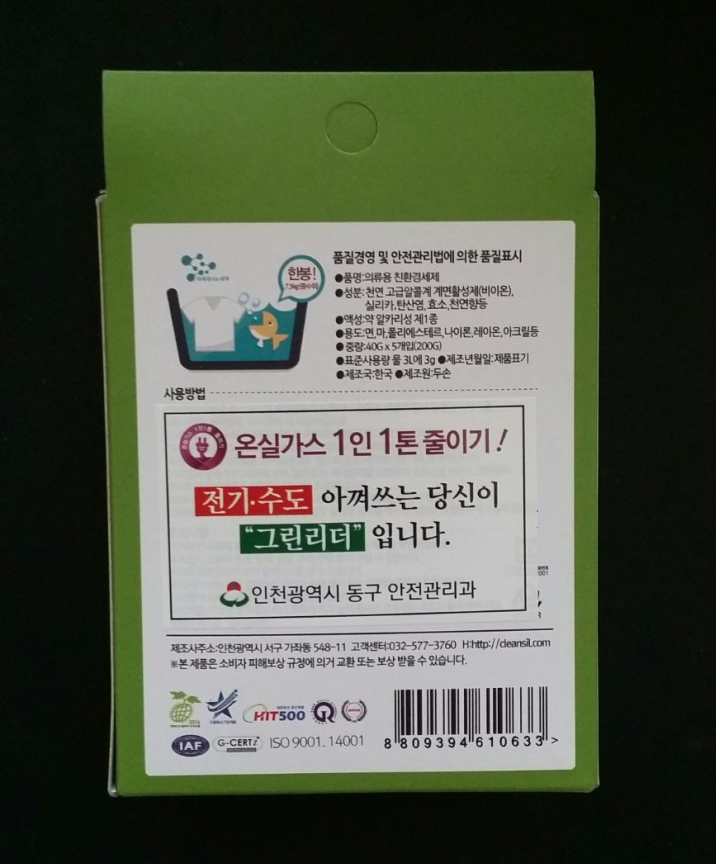 품질경영 및 안전관리법에 의한 품질표시
한봉!
●품명:의류용 친환경세제
●성분: 천연 고급알콜계 계면활성제(비이온),
실리카,탄산염,효소,천연향등
●액성:약 알카리성 제1종
●용도:면,마,폴리에스테르,나이론,레이온,아크릴등
●중량:40G x 5개입(200G)
●표준사용량 물 3L에 3g ●제조년월일:제품표기
●제조국:한국 ●제조원:두손
사용방법
온실가스 1인 1톤 줄이기!
전기·수도 아껴쓰는 당신이
"그린리더" 입니다.
인천광역시 동구 안전관리과
제조사주소:인천광역시 서구 가좌동 548-11 고객센터:032-577-3760 H:http://cleansil.com
※본 제품은 소비자 피해보상 규정에 의거 교환 또는 보상 받을 수 있습니다.
HIT500
IAF G-CERTi ISO 9001. 14001
8 809394 610633 >